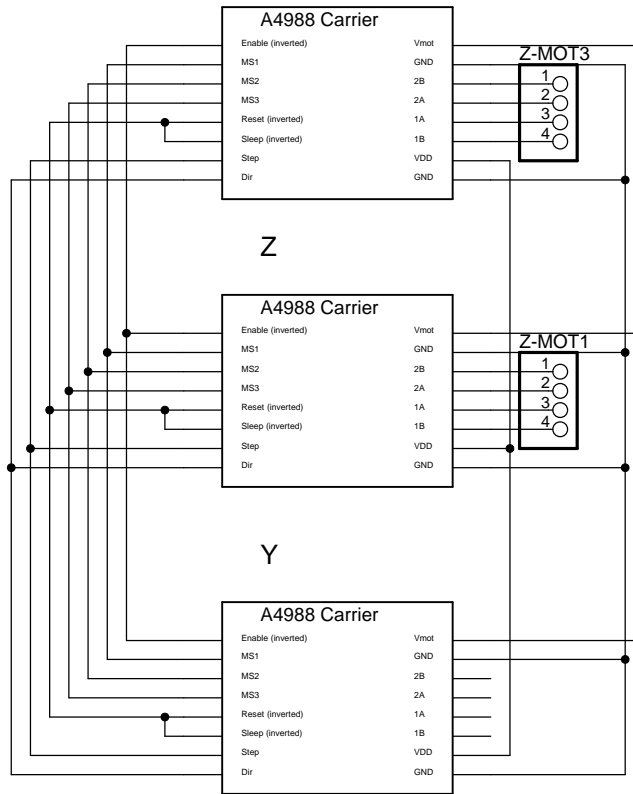 A4988 Carrier
Enable (inverted) Vmot
Z-MOT3
MS1 GND
MS2 2B 1
MS3 2A 2
Reset (inverted) 1A 3
Sleep (inverted) 1B 4
Step VDD
Dir GND
Z
A4988 Carrier
Enable (inverted) Vmot
Z-MOT1
MS1 GND
MS2 2B 1
MS3 2A 2
Reset (inverted) 1A 3
Sleep (inverted) 1B 4
Step VDD
Dir GND
Y
A4988 Carrier
Enable (inverted) Vmot
MS1 GND
MS2 2B
MS3 2A
Reset (inverted) 1A
Sleep (inverted) 1B
Step VDD
Dir GND